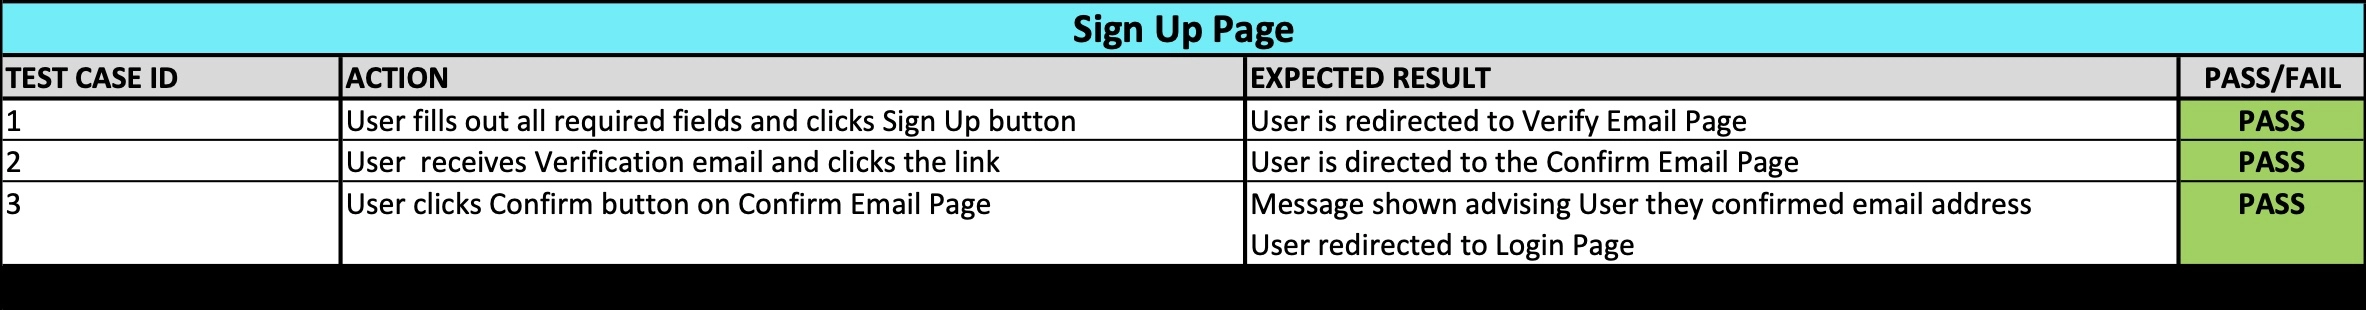 Sign Up Page
TEST CASE ID ACTION EXPECTED RESULT PASS/FAIL
1 User fills out all required fields and clicks Sign Up button User is redirected to Verify Email Page PASS
2 User  receives Verification email and clicks the link User is directed to the Confirm Email Page PASS
3 User clicks Confirm button on Confirm Email Page Message shown advising User they confirmed email address PASS
User redirected to Login Page